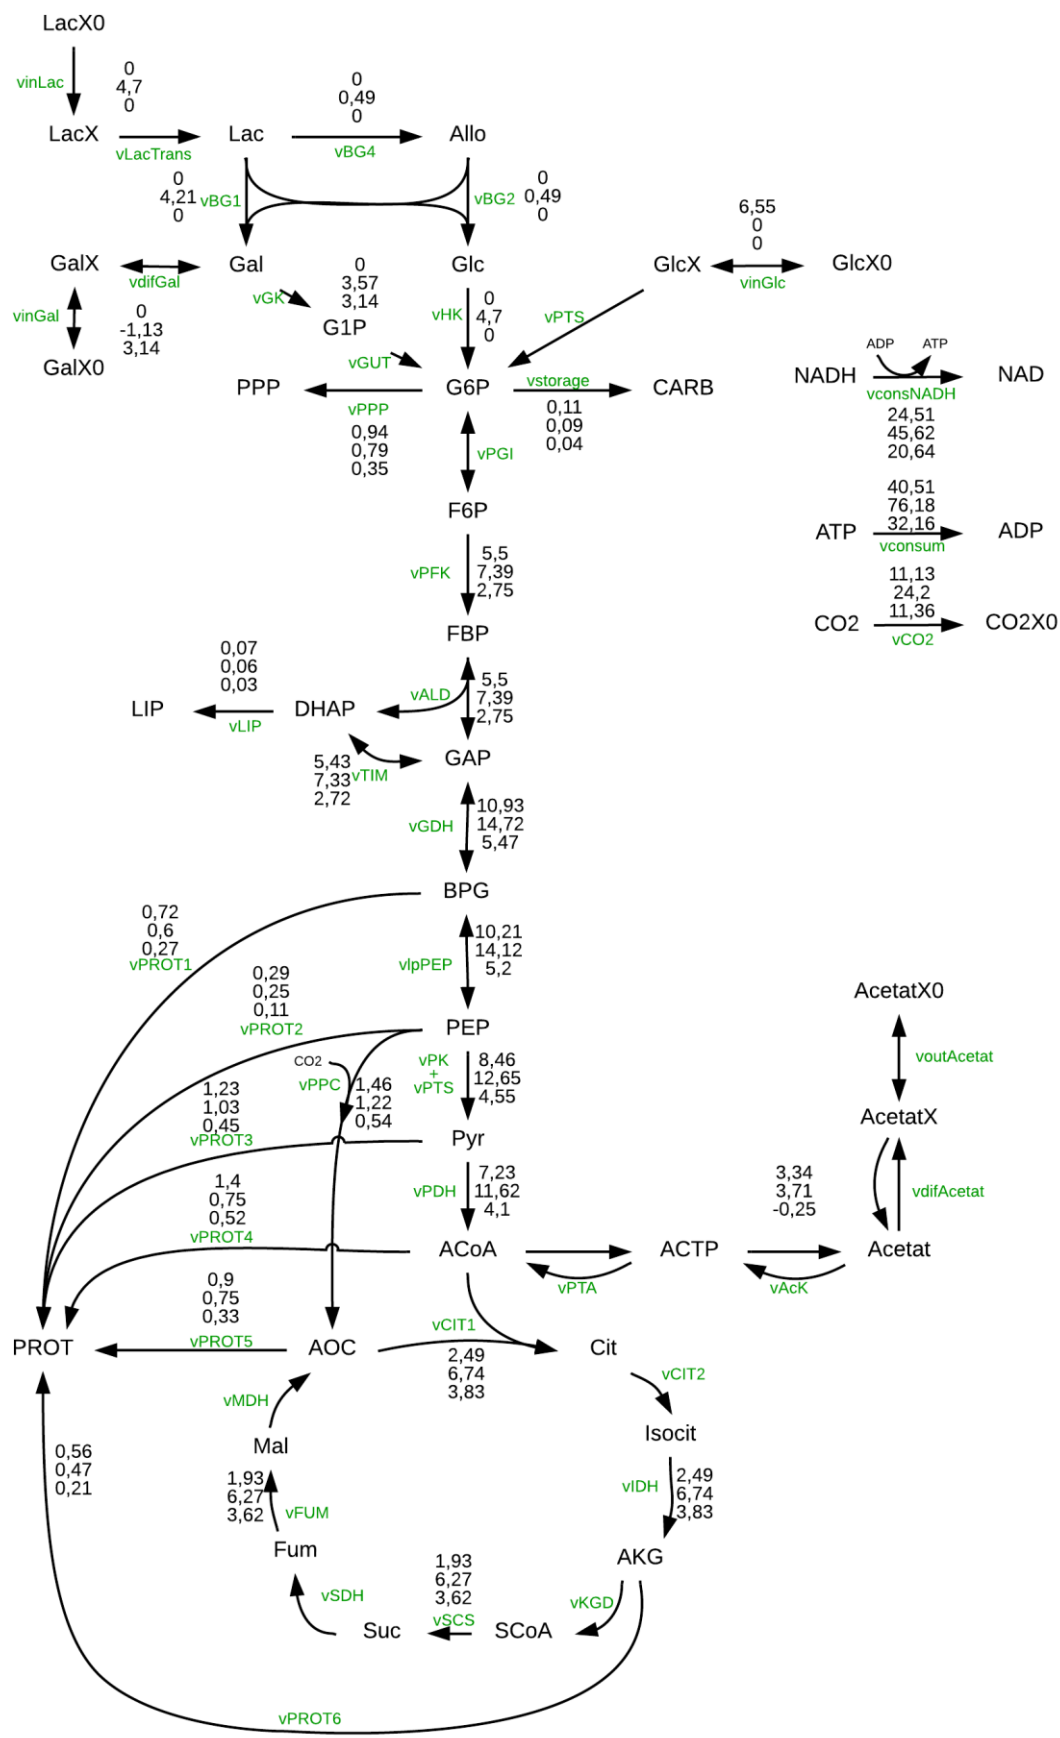 LacX0
vinLac
0
4,7
0
0
0,49
0
LacX
Lac
Allo
vLacTrans
vBG4
0
4,21
0
vBG1
vBG2
0
0,49
0
6,55
0
0
GalX
Gal
Glc
GlcX
GlcX0
vdifGal
vinGlc
vinGal
0
-1,13
3,14
vGK
0
3,57
3,14
G1P
vHK
0
4,7
0
vPTS
GalX0
vGUT
ADP
ATP
NADH
NAD
vconsNADH
24,51
45,62
20,64
PPP
G6P
vstorage
CARB
vPPP
0,94
0,79
0,35
0,11
0,09
0,04
vPGI
F6P
40,51
76,18
32,16
ATP
ADP
vconsum
vPFK
5,5
7,39
2,75
11,13
24,2
11,36
CO2
CO2X0
vCO2
FBP
0,07
0,06
0,03
vALD
5,5
7,39
2,75
LIP
DHAP
vLIP
GAP
5,43
7,33
2,72
vTIM
vGDH
10,93
14,72
5,47
BPG
0,72
0,6
0,27
vPROT1
vlpPEP
10,21
14,12
5,2
0,29
0,25
0,11
vPROT2
PEP
AcetatX0
CO2
vPPC
1,46
1,22
0,54
vPK
+
vPTS
8,46
12,65
4,55
voutAcetat
1,23
1,03
0,45
vPROT3
Pyr
AcetatX
1,4
0,75
0,52
vPROT4
vPDH
7,23
11,62
4,1
3,34
3,71
-0,25
vdifAcetat
ACoA
ACTP
Acetat
vPTA
vAcK
0,9
0,75
0,33
vPROT5
vCIT1
PROT
AOC
Cit
2,49
6,74
3,83
vCIT2
vMDH
Mal
Isocit
0,56
0,47
0,21
1,93
6,27
3,62
vFUM
vIDH
2,49
6,74
3,83
Fum
AKG
1,93
6,27
3,62
vSDH
vSCS
vKGD
Suc
SCoA
vPROT6